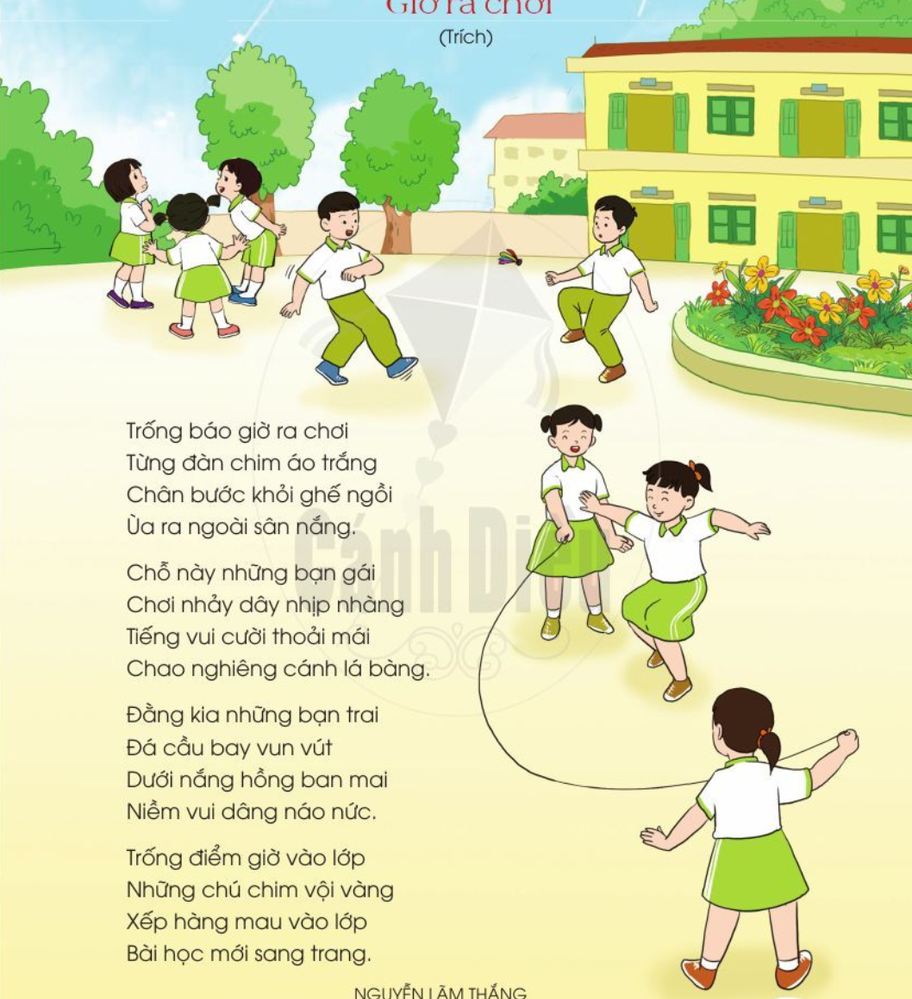 Giờ ra chơi
(Trích)
Trống báo giờ ra chơi
Từng đàn chim áo trắng
Chân bước khỏi ghế ngồi
Ùa ra ngoài sân nắng.
Chỗ này những bạn gái
Chơi nhảy dây nhịp nhàng
Tiếng vui cười thoải mái
Chao nghiêng cánh lá bàng.
Đằng kia những bạn trai
Đá cầu bay vun vút
Dưới nắng hồng ban mai
Niềm vui dâng náo nức.
Trống điểm giờ vào lớp
Những chú chim vội vàng
Xếp hàng mau vào lớp
Bài học mới sang trang.
NGUYỄN LÃM THẮNG
Cánh Diều